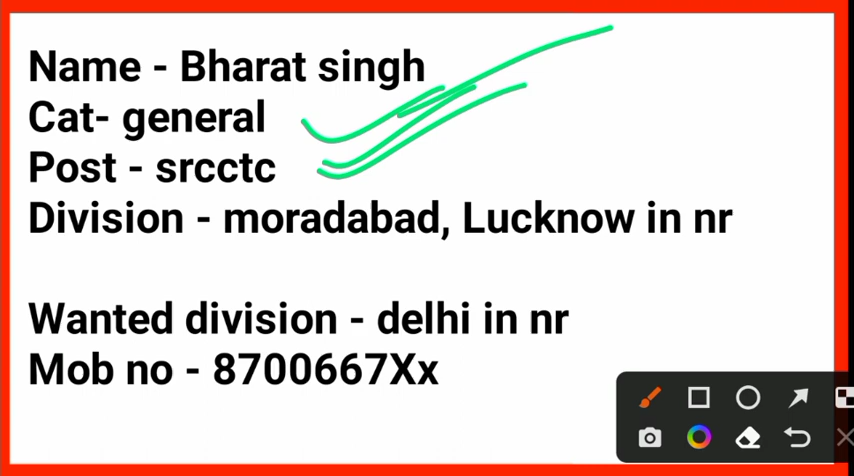 Name - Bharat singh
Cat- general
Post - srcctc
Division - moradabad, Lucknow in nr
Wanted division - delhi in nr
Mob no - 8700667Xx